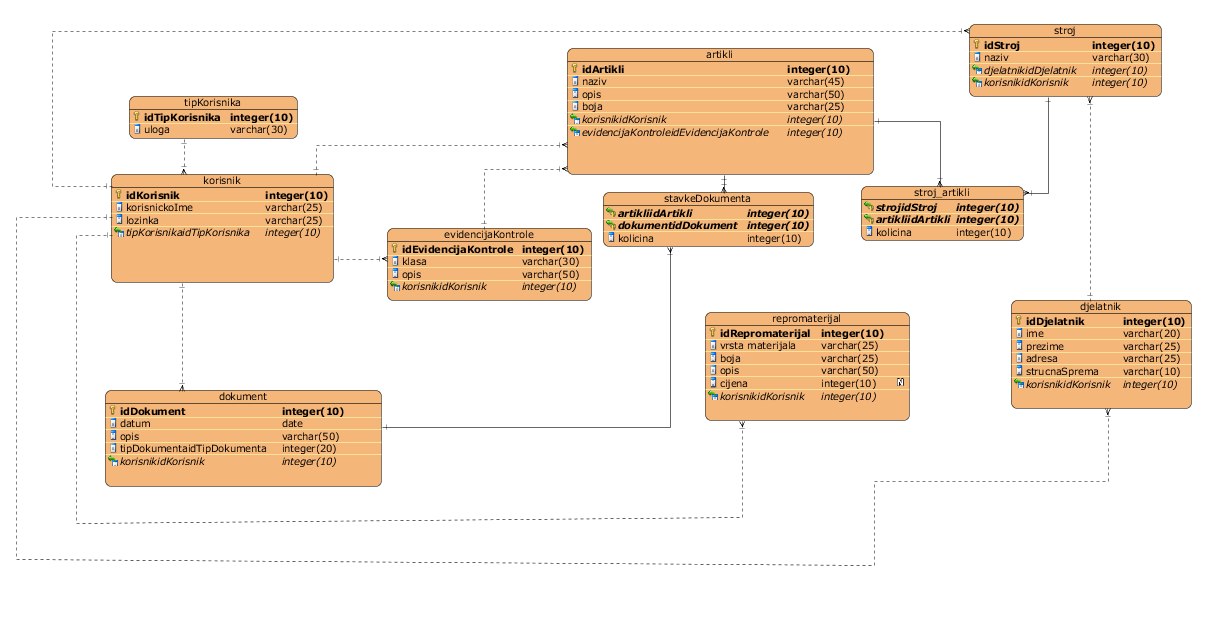 stroj
idStroj integer(10)
naziv varchar(30)
djelatnikidDjelatnik integer(10)
korisnikidKorisnik integer(10)
artikli
idArtikli integer(10)
naziv varchar(45)
opis varchar(50)
boja varchar(25)
korisnikidKorisnik integer(10)
evidencijaKontroleidEvidencijaKontrole integer(10)
tipKorisnika
idTipKorisnika integer(10)
uloga varchar(30)
korisnik
idKorisnik integer(10)
korisnickoIme varchar(25)
lozinka varchar(25)
tipKorisnikaidTipKorisnika integer(10)
stavkeDokumenta
artikliidArtikli integer(10)
dokumentidDokument integer(10)
kolicina integer(10)
stroj_artikli
strojidStroj integer(10)
artikliidArtikli integer(10)
kolicina integer(10)
evidencijaKontrole
idEvidencijaKontrole integer(10)
klasa varchar(30)
opis varchar(50)
korisnikidKorisnik integer(10)
repromaterijal
idRepromaterijal integer(10)
vrsta materijala varchar(25)
boja varchar(25)
opis varchar(50)
cijena integer(10) N
korisnikidKorisnik integer(10)
djelatnik
idDjelatnik integer(10)
ime varchar(20)
prezime varchar(25)
adresa varchar(25)
strucnaSprema varchar(10)
korisnikidKorisnik integer(10)
dokument
idDokument integer(10)
datum date
opis varchar(50)
tipDokumentaidTipDokumenta integer(20)
korisnikidKorisnik integer(10)